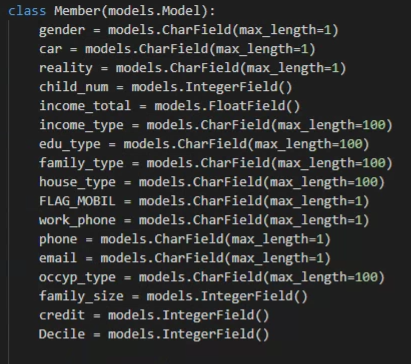 class Member(models.Model):
    gender = models.CharField(max_length=1)
    car = models.CharField(max_length=1)
    reality = models.CharField(max_length=1)
    child_num = models.IntegerField()
    income_total = models.FloatField()
    income_type = models.CharField(max_length=100)
    edu_type = models.CharField(max_length=100)
    family_type = models.CharField(max_length=100)
    house_type = models.CharField(max_length=100)
    FLAG_MOBIL = models.CharField(max_length=1)
    work_phone = models.CharField(max_length=1)
    phone = models.CharField(max_length=1)
    email = models.CharField(max_length=1)
    occyp_type = models.CharField(max_length=100)
    family_size = models.IntegerField()
    credit = models.IntegerField()
    Decile = models.IntegerField()